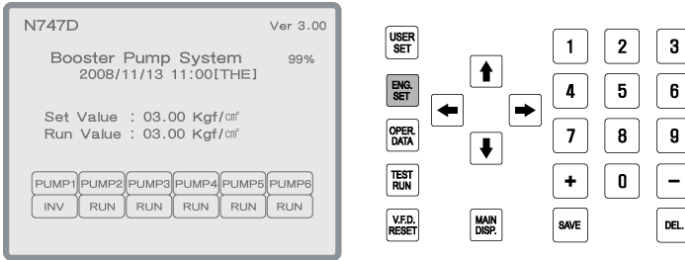 N747D Ver 3.00
Booster Pump System 99%
2008/11/13 11:00[THE]
Set Value : 03.00 Kgf/㎠
Run Value : 03.00 Kgf/㎠
PUMP1 PUMP2 PUMP3 PUMP4 PUMP5 PUMP6
INV RUN RUN RUN RUN RUN
USER
SET
ENG.
SET
OPER.
DATA
TEST
RUN
V.F.D.
RESET
MAIN
DISP.
1 2 3
4 5 6
7 8 9
+ 0 -
SAVE DEL.